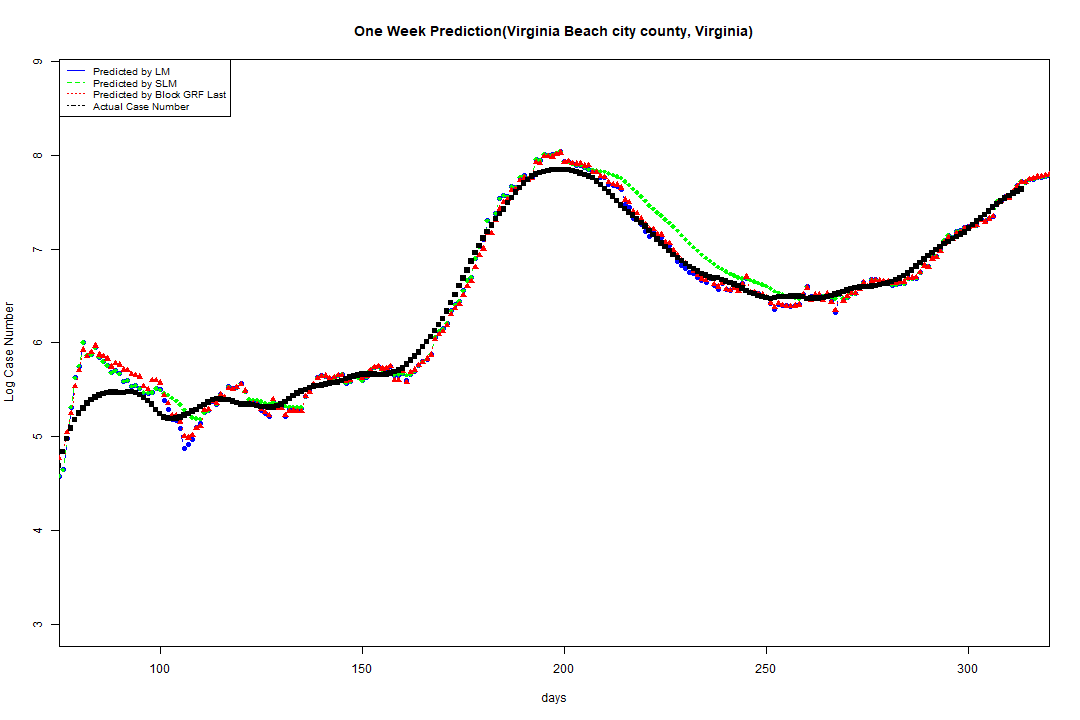 One Week Prediction(Virginia Beach city county, Virginia)
Predicted by LM
Predicted by SLM
Predicted by Block GRF Last
Actual Case Number
Log Case Number
9
8
7
6
5
4
3
100 150 200 250 300
days